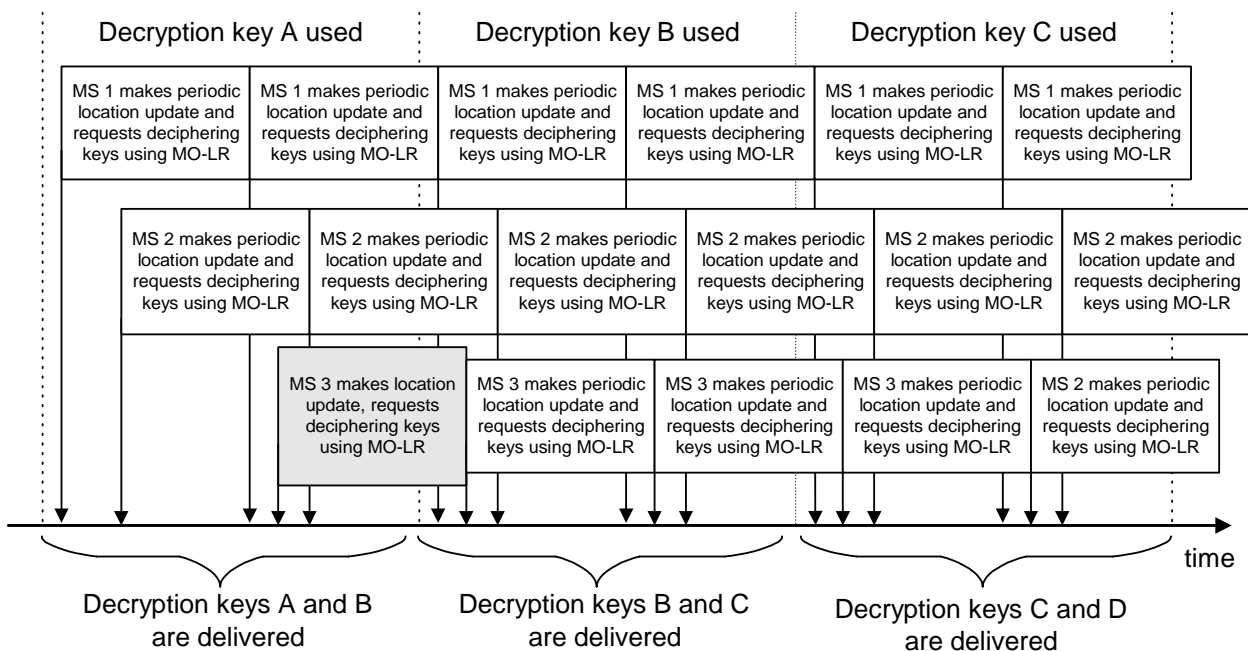 Decryption key A used
Decryption key B used
Decryption key C used
MS 1 makes periodic
location update and
requests deciphering
keys using MO-LR
MS 1 makes periodic
location update and
requests deciphering
keys using MO-LR
MS 1 makes periodic
location update and
requests deciphering
keys using MO-LR
MS 1 makes periodic
location update and
requests deciphering
keys using MO-LR
MS 1 makes periodic
location update and
requests deciphering
keys using MO-LR
MS 1 makes periodic
location update and
requests deciphering
keys using MO-LR
MS 2 makes periodic
location update and
requests deciphering
keys using MO-LR
MS 2 makes periodic
location update and
requests deciphering
keys using MO-LR
MS 2 makes periodic
location update and
requests deciphering
keys using MO-LR
MS 2 makes periodic
location update and
requests deciphering
keys using MO-LR
MS 2 makes periodic
location update and
requests deciphering
keys using MO-LR
MS 2 makes periodic
location update and
requests deciphering
keys using MO-LR
MS 3 makes location
update, requests
deciphering keys
using MO-LR
MS 3 makes periodic
location update and
requests deciphering
keys using MO-LR
MS 3 makes periodic
location update and
requests deciphering
keys using MO-LR
MS 3 makes periodic
location update and
requests deciphering
keys using MO-LR
MS 2 makes periodic
location update and
requests deciphering
keys using MO-LR
time
Decryption keys A and B
are delivered
Decryption keys B and C
are delivered
Decryption keys C and D
are delivered